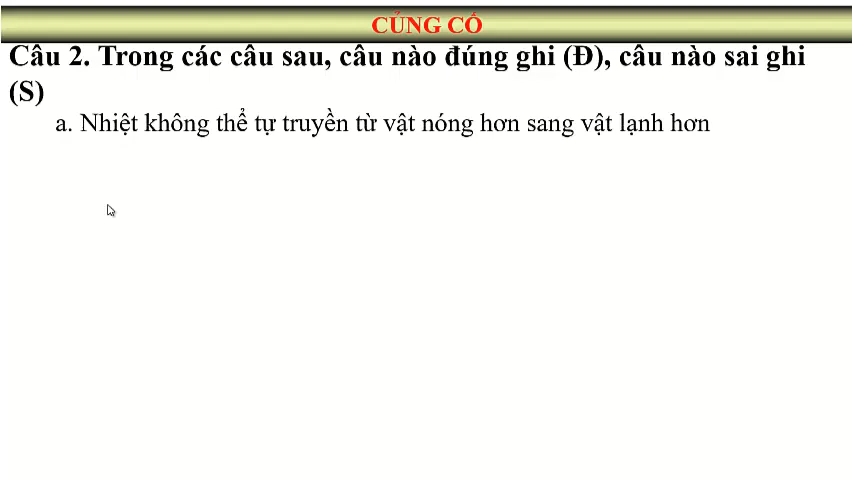 CỦNG CỐ
Câu 2. Trong các câu sau, câu nào đúng ghi (Đ), câu nào sai ghi
(S)
a. Nhiệt không thể tự truyền từ vật nóng hơn sang vật lạnh hơn